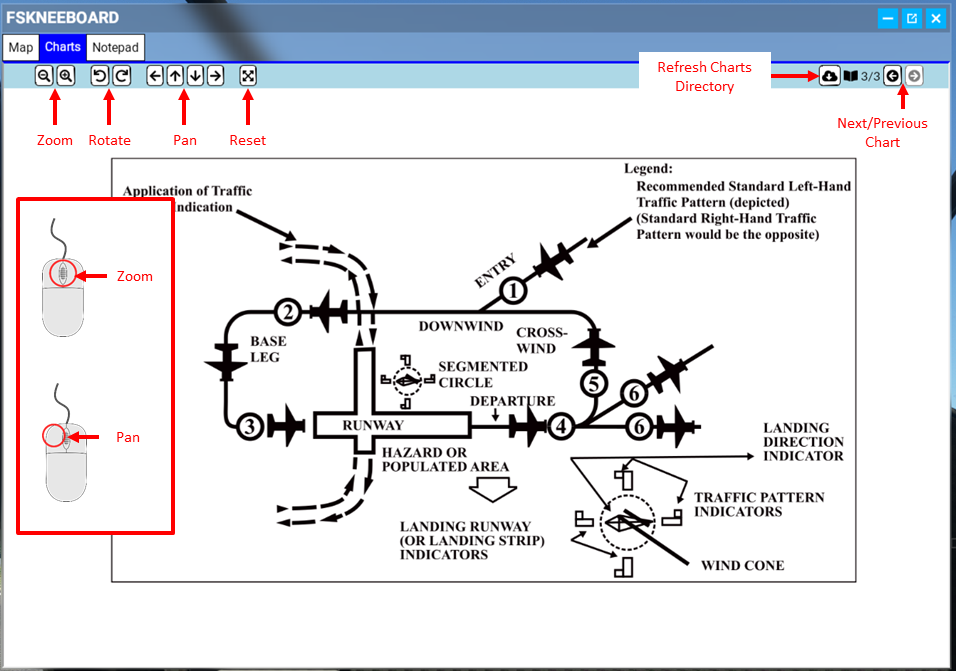 FSKNEEBOARD
Map
Charts
Notepad
3/3
Refresh Charts
Directory
Zoom
Rotate
Pan
Reset
Next/Previous
Chart
Legend:
Recommended Standard Left-Hand
Traffic Pattern (depicted)
(Standard Right-Hand Traffic
Pattern would be the opposite)
Application of Traffic
ndication
Zoom
Pan
ENTRY
1
2
DOWNWIND
CROSS-
WIND
BASE
LEG
SEGMENTED
CIRCLE
5
6
DEPARTURE
3
RUNWAY
4
6
HAZARD OR
POPULATED AREA
LANDING
DIRECTION
INDICATOR
TRAFFIC PATTERN
INDICATORS
LANDING RUNWAY
(OR LANDING STRIP)
INDICATORS
WIND CONE